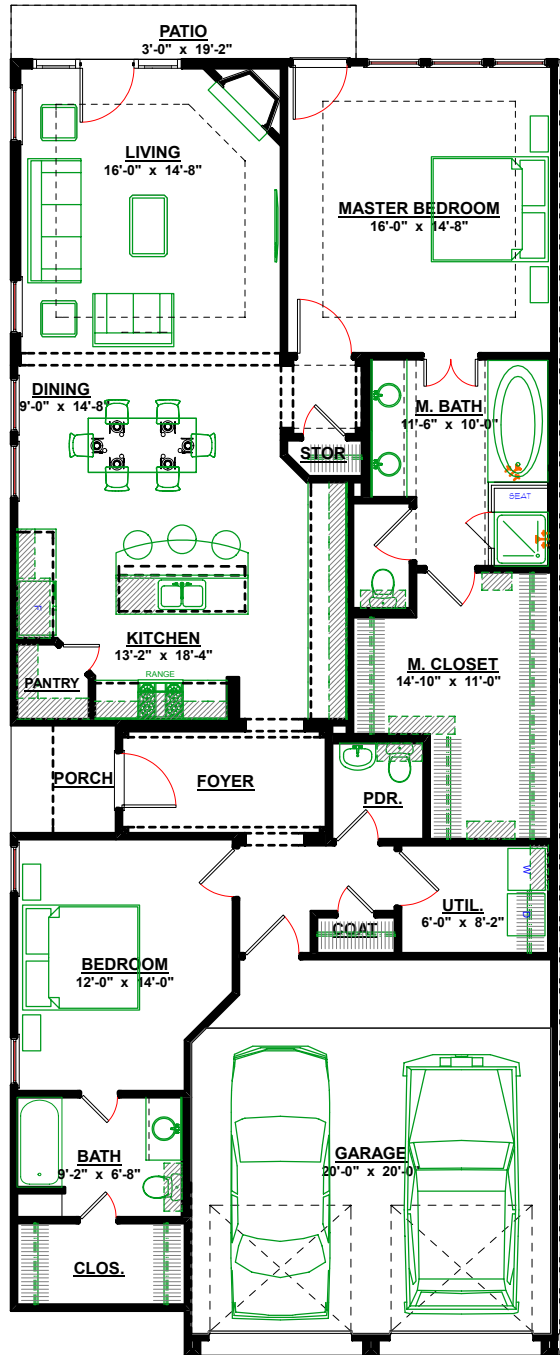 PATIO
3'-0" x 19'-2"
LIVING
16'-0" x 14'-8"
MASTER BEDROOM
16'-0" x 14'-8"
DINING
9'-0" x 14'-8"
M. BATH
11'-6" x 10'-0"
STOR
SEAT
F
KITCHEN
13'-2" x 18'-4"
M. CLOSET
14'-10" x 11'-0"
PANTRY
RANGE
PORCH
FOYER
PDR.
W
D
UTIL.
6'-0" x 8'-2"
COAT
BEDROOM
12'-0" x 14'-0"
BATH
9'-2" x 6'-8"
GARAGE
20'-0" x 20'-0"
CLOS.